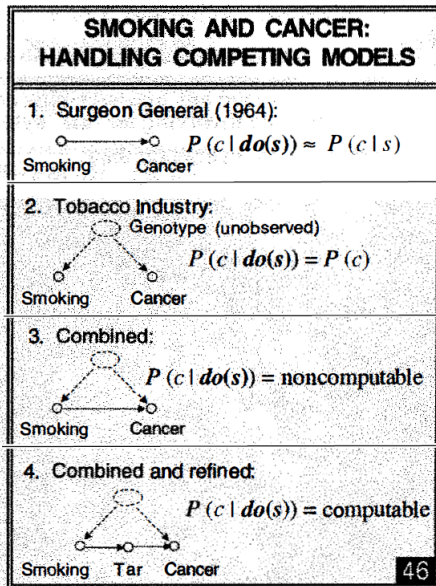 SMOKING AND CANCER:
HANDLING COMPETING MODELS
1. Surgeon General (1964):
P (c | do(s)) ≈ P (c | s)
Smoking Cancer
2. Tobacco Industry:
Genotype (unobserved)
P (c | do(s)) = P (c)
Smoking Cancer
3. Combined:
P (c | do(s)) = noncomputable
Smoking Cancer
4. Combined and refined:
P (c | do(s)) = computable
Smoking Tar Cancer
46